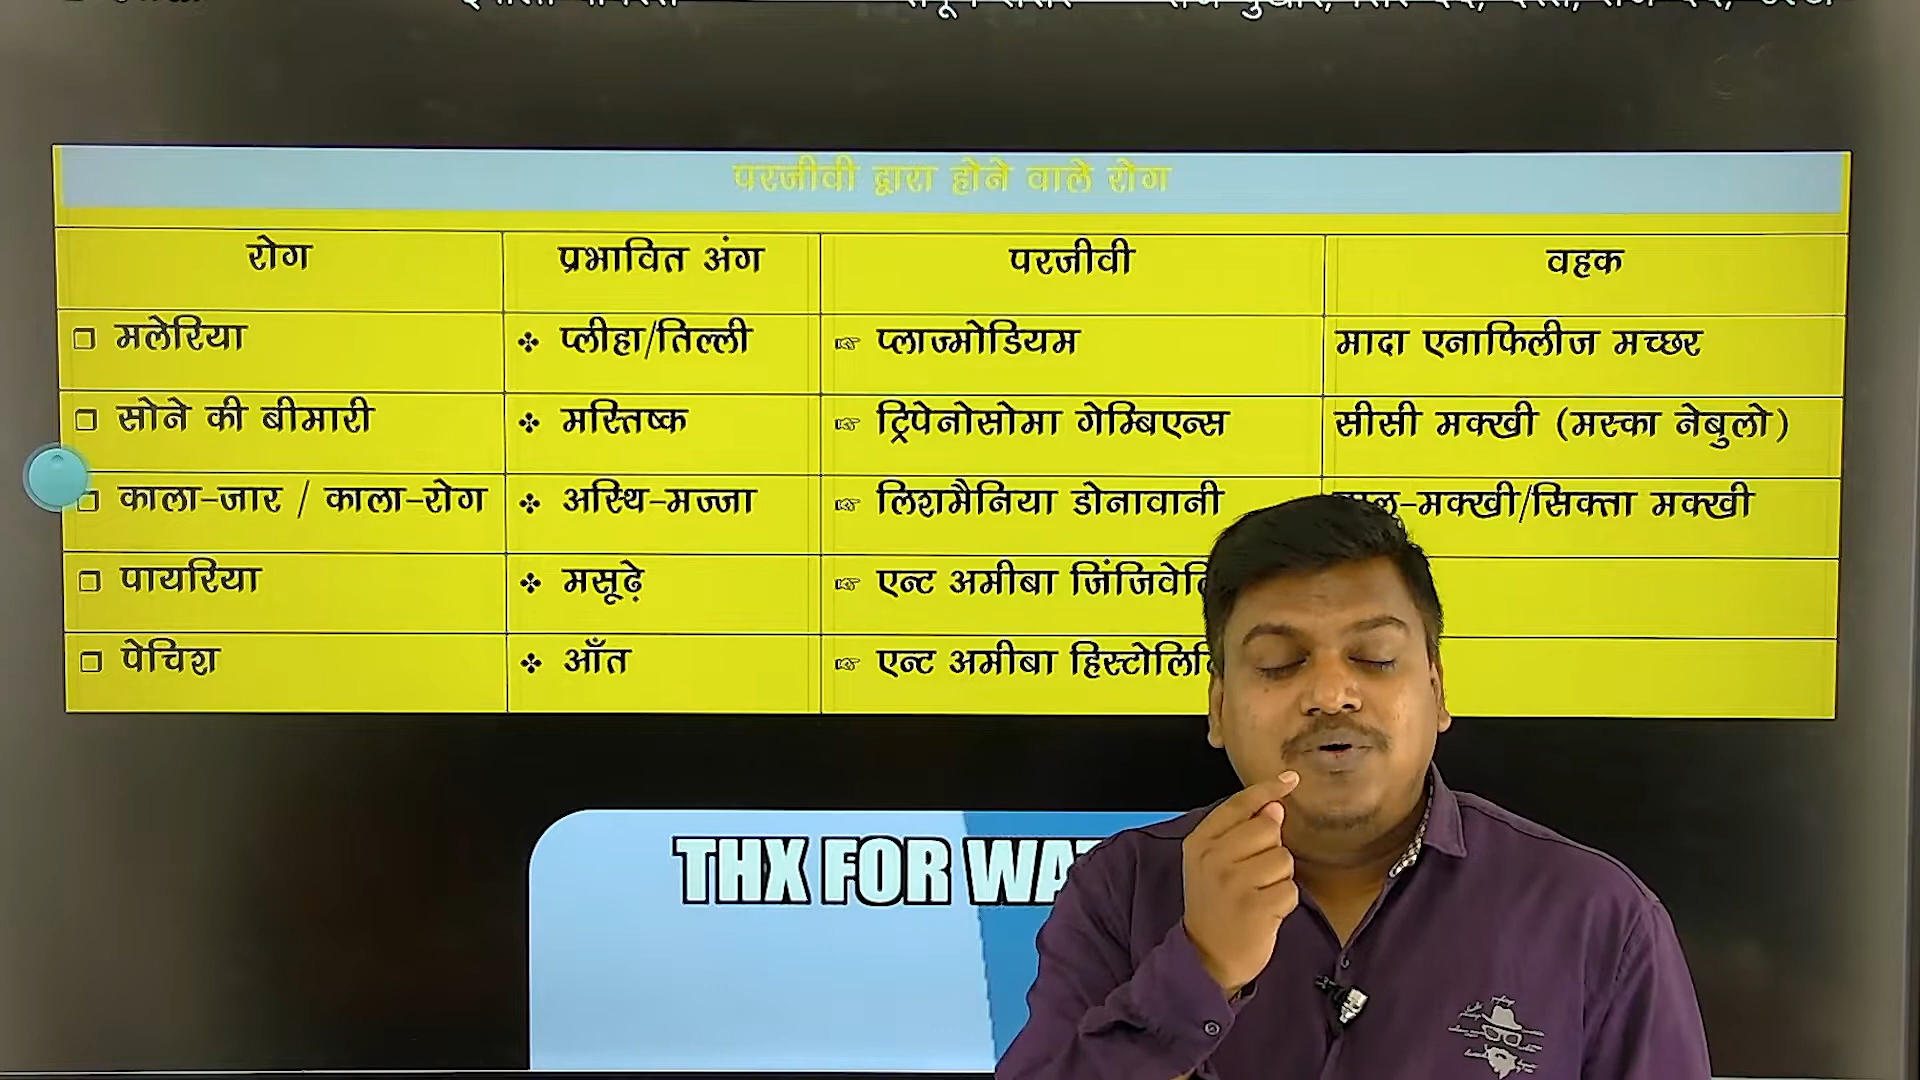 परजीवी द्वारा होने वाले रोग
रोग प्रभावित अंग परजीवी वहक
मलेरिया प्लीहा/तिल्ली प्लाज्मोडियम मादा एनाफिलीज मच्छर
सोने की बीमारी मस्तिष्क ट्रिपेनोसोमा गेम्बिएन्स सीसी मक्खी (मस्का नेबुलो)
काला-जार / काला-रोग अस्थि-मज्जा लिशमैनिया डोनावानी मक्खी/सिक्ता मक्खी
पायरिया मसूढ़े एन्ट अमीबा
पेचिश आँत एन्ट अमीबा
THX FOR